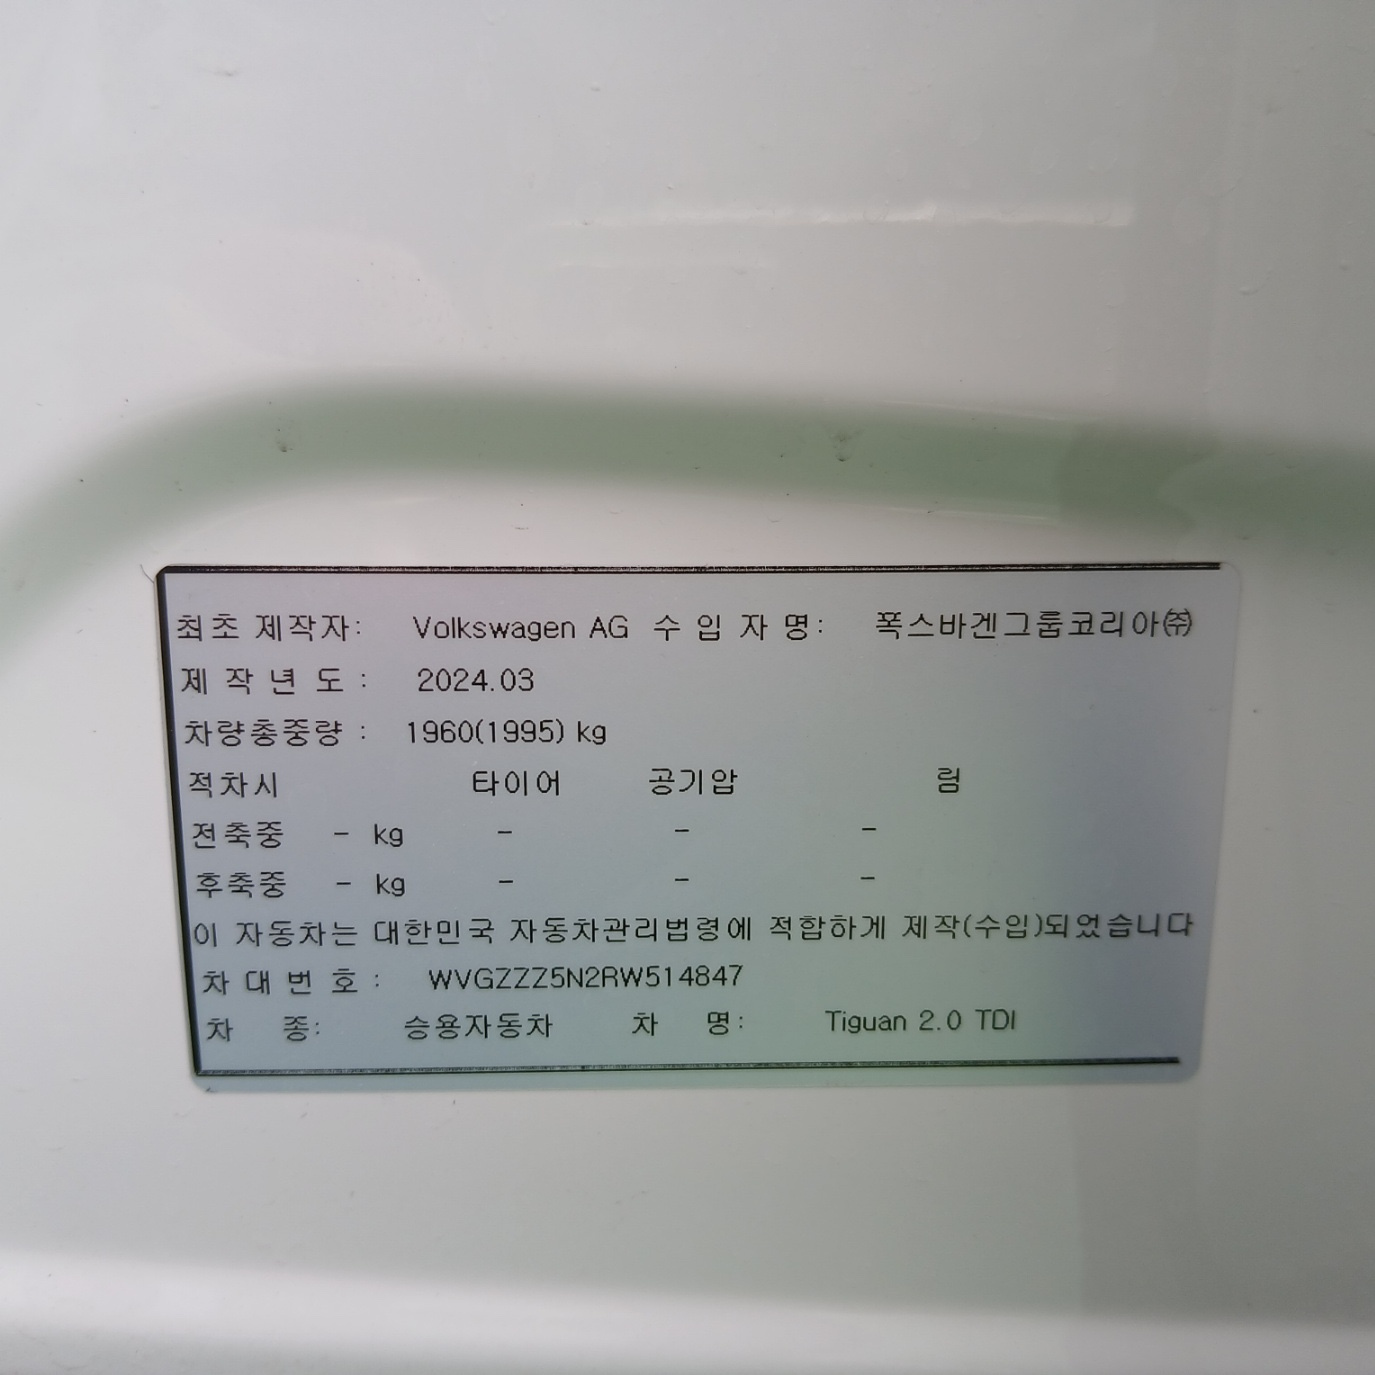 최초 제작자: Volkswagen AG 수 입 자 명: 폭스바겐그룹코리아㈜
제 작 년 도 : 2024.03
차량총중량 : 1960(1995) kg
적차시 타이어 공기압 림
전축중 - kg - - -
후축중 - kg - - -
이 자동차는 대한민국 자동차관리법령에 적합하게 제작(수입)되었습니다
차 대 번 호 : WVGZZZ5N2RW514847
차 종: 승용자동차 차 명: Tiguan 2.0 TDI